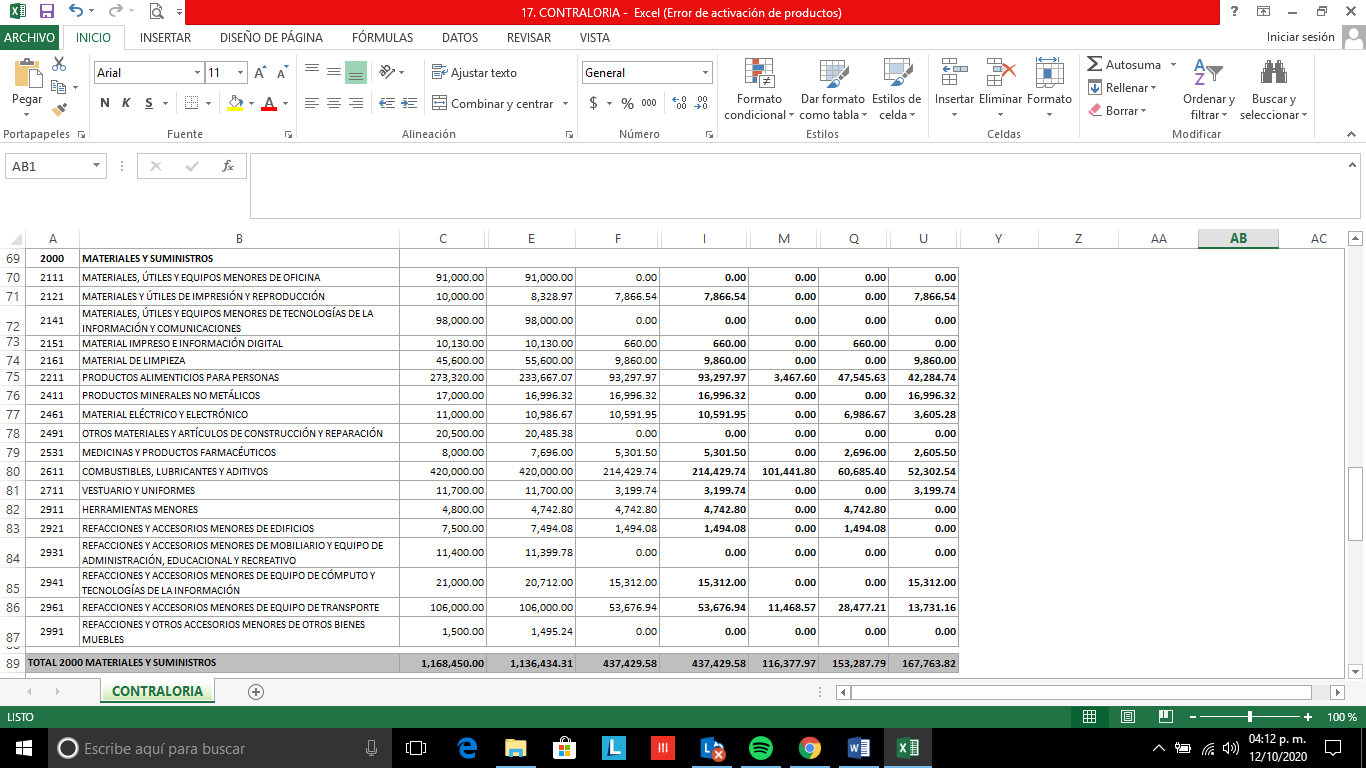 17. CONTRALORIA - Excel (Error de activación de productos)
?
ARCHIVO INICIO INSERTAR DISEÑO DE PÁGINA FÓRMULAS DATOS REVISAR VISTA Iniciar sesión
Pegar
Arial 11
N K S
Ajustar texto
Combinar y centrar
General
$ % 000
Formato condicional
Dar formato como tabla
Estilos de celda
Insertar Eliminar Formato
Autosuma
Rellenar
Borrar
Ordenar y filtrar
Buscar y seleccionar
Portapapeles Fuente Alineación Número Estilos Celdas Modificar
AB1 fx
A B C E F I M Q U Y Z AA AB AC
69 2000 MATERIALES Y SUMINISTROS
70 2111 MATERIALES, ÚTILES Y EQUIPOS MENORES DE OFICINA 91,000.00 91,000.00 0.00 0.00 0.00 0.00 0.00
71 2121 MATERIALES Y ÚTILES DE IMPRESIÓN Y REPRODUCCIÓN 10,000.00 8,328.97 7,866.54 7,866.54 0.00 0.00 7,866.54
72 2141 MATERIALES, ÚTILES Y EQUIPOS MENORES DE TECNOLOGÍAS DE LA
INFORMACIÓN Y COMUNICACIONES 98,000.00 98,000.00 0.00 0.00 0.00 0.00 0.00
73 2151 MATERIAL IMPRESO E INFORMACIÓN DIGITAL 10,130.00 10,130.00 660.00 660.00 0.00 660.00 0.00
74 2161 MATERIAL DE LIMPIEZA 45,600.00 55,600.00 9,860.00 9,860.00 0.00 0.00 9,860.00
75 2211 PRODUCTOS ALIMENTICIOS PARA PERSONAS 273,320.00 233,667.07 93,297.97 93,297.97 3,467.60 47,545.63 42,284.74
76 2411 PRODUCTOS MINERALES NO METÁLICOS 17,000.00 16,996.32 16,996.32 16,996.32 0.00 0.00 16,996.32
77 2461 MATERIAL ELÉCTRICO Y ELECTRÓNICO 11,000.00 10,986.67 10,591.95 10,591.95 0.00 6,986.67 3,605.28
78 2491 OTROS MATERIALES Y ARTÍCULOS DE CONSTRUCCIÓN Y REPARACIÓN 20,500.00 20,485.38 0.00 0.00 0.00 0.00 0.00
79 2531 MEDICINAS Y PRODUCTOS FARMACÉUTICOS 8,000.00 7,696.00 5,301.50 5,301.50 0.00 2,696.00 2,605.50
80 2611 COMBUSTIBLES, LUBRICANTES Y ADITIVOS 420,000.00 420,000.00 214,429.74 214,429.74 101,441.80 60,685.40 52,302.54
81 2711 VESTUARIO Y UNIFORMES 11,700.00 11,700.00 3,199.74 3,199.74 0.00 0.00 3,199.74
82 2911 HERRAMIENTAS MENORES 4,800.00 4,742.80 4,742.80 4,742.80 0.00 4,742.80 0.00
83 2921 REFACCIONES Y ACCESORIOS MENORES DE EDIFICIOS 7,500.00 7,494.08 1,494.08 1,494.08 0.00 1,494.08 0.00
84 2931 REFACCIONES Y ACCESORIOS MENORES DE MOBILIARIO Y EQUIPO DE
ADMINISTRACIÓN, EDUCACIONAL Y RECREATIVO 11,400.00 11,399.78 0.00 0.00 0.00 0.00 0.00
85 2941 REFACCIONES Y ACCESORIOS MENORES DE EQUIPO DE CÓMPUTO Y
TECNOLOGÍAS DE LA INFORMACIÓN 21,000.00 20,712.00 15,312.00 15,312.00 0.00 0.00 15,312.00
86 2961 REFACCIONES Y ACCESORIOS MENORES DE EQUIPO DE TRANSPORTE 106,000.00 106,000.00 53,676.94 53,676.94 11,468.57 28,477.21 13,731.16
87 2991 REFACCIONES Y OTROS ACCESORIOS MENORES DE OTROS BIENES
MUEBLES 1,500.00 1,495.24 0.00 0.00 0.00 0.00 0.00
89 TOTAL 2000 MATERIALES Y SUMINISTROS 1,168,450.00 1,136,434.31 437,429.58 437,429.58 116,377.97 153,287.79 167,763.82
CONTRALORIA
LISTO 100 %
Escribe aquí para buscar
04:12 p. m.
12/10/2020